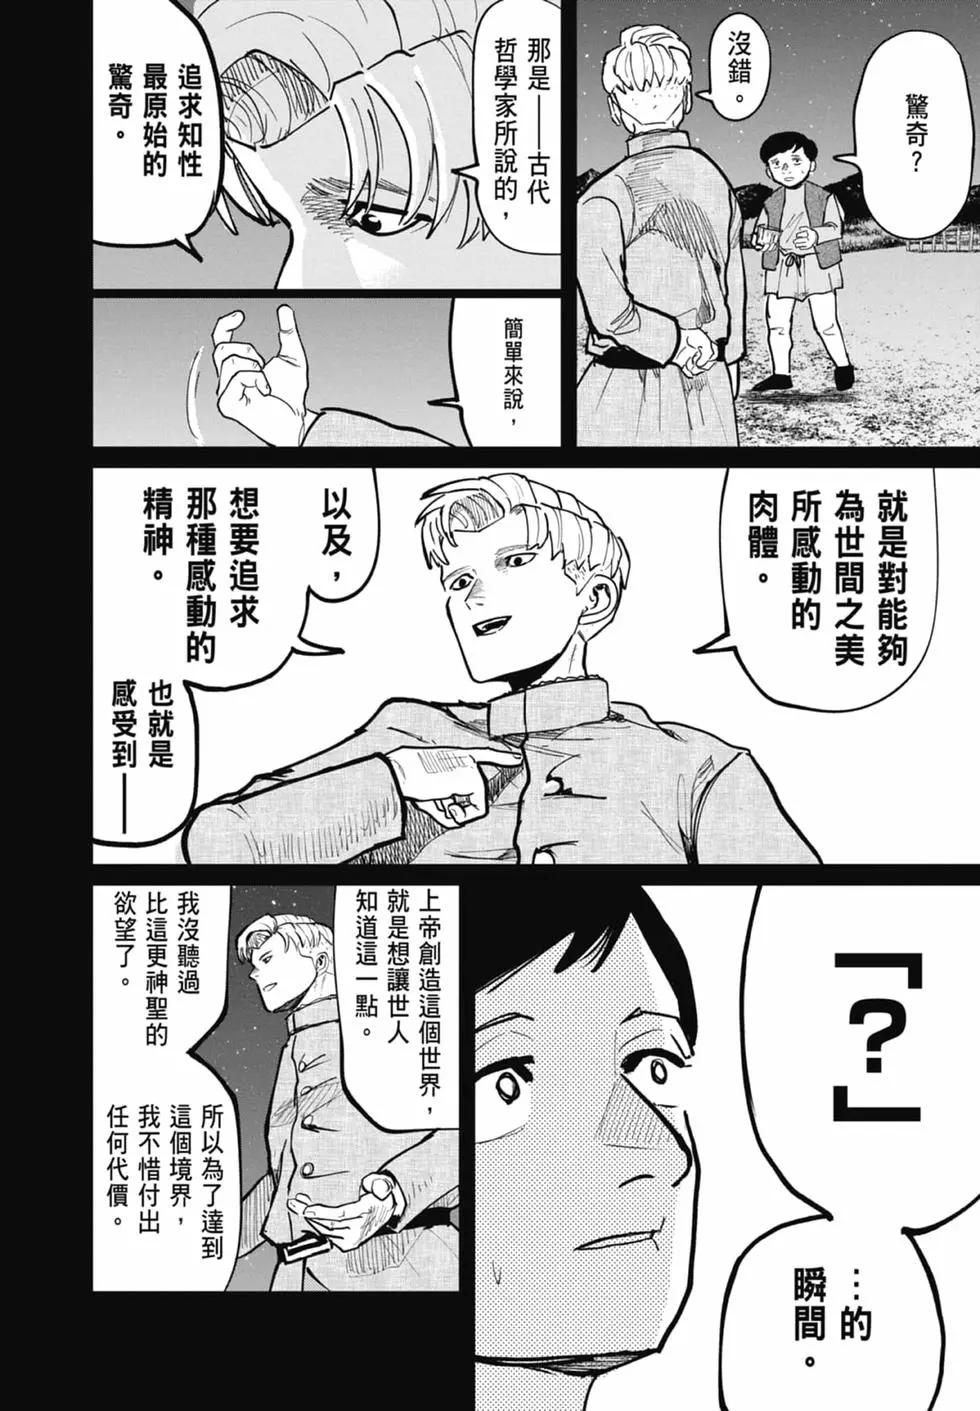 驚奇？
沒錯。
那是——古代
哲學家所說的，
追求知性
最原始的
驚奇。
簡單來說，
就是對能夠
為世間之美
所感動的
肉體。
以及，
想要追求
那種感動的
精神。
也就是
感受到——
「？」
…的
瞬間。
上帝創造這個世界，
就是想讓世人
知道這一點。
我沒聽過
比這更神聖的
欲望了。
所以為了達到
這個境界，
我不惜付出
任何代價。